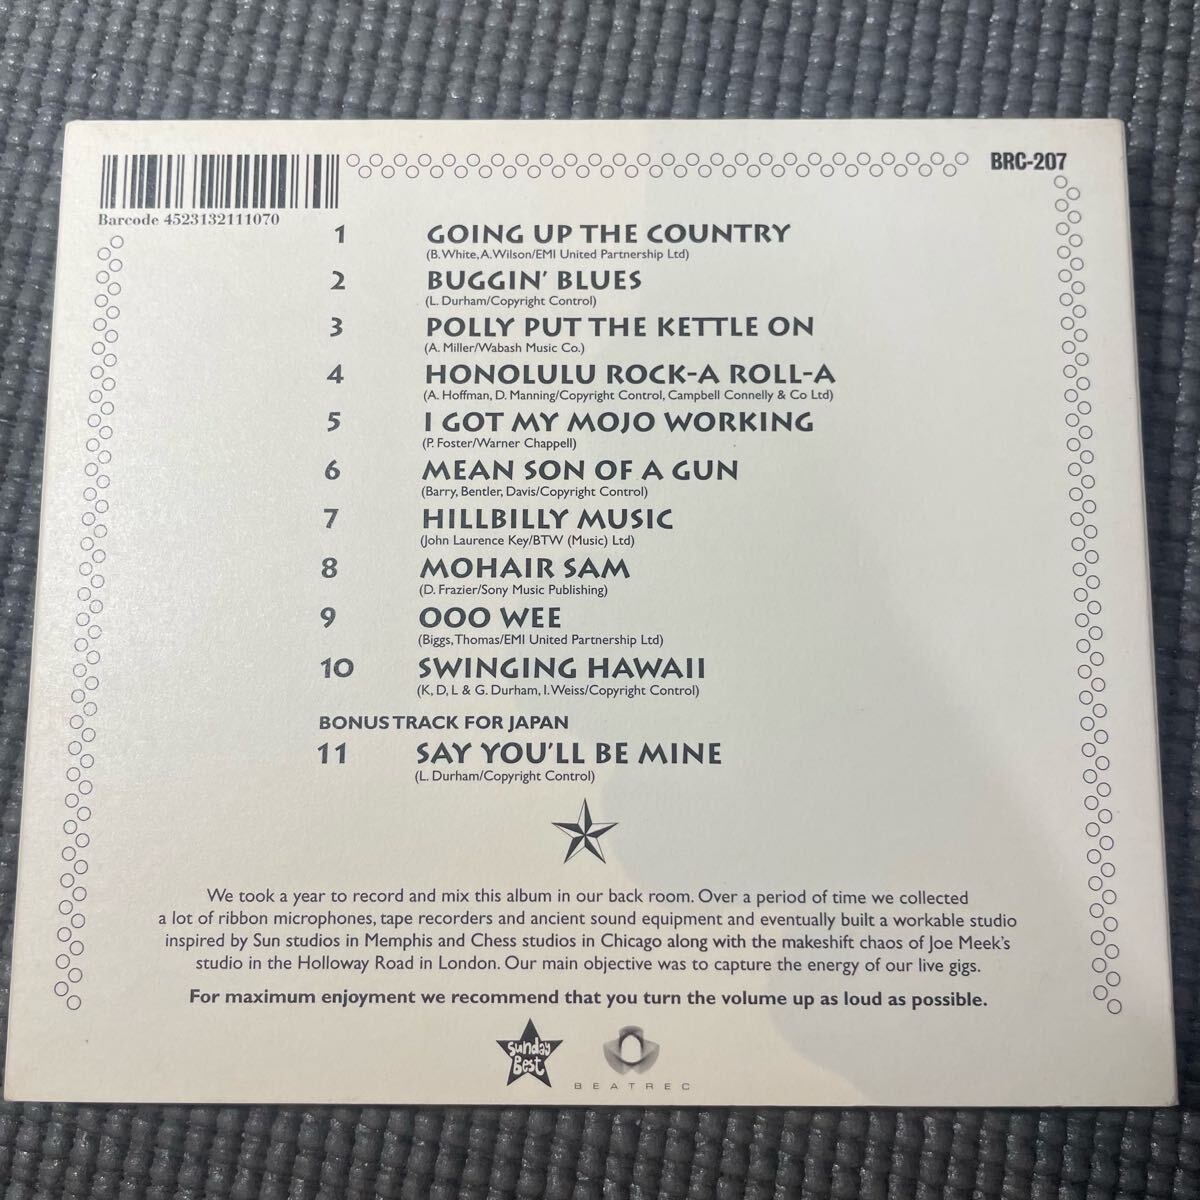 BRC-207
Barcode 4523132111070
1 GOING UP THE COUNTRY
(B. White, A. Wilson/EMI United Partnership Ltd)
2 BUGGIN' BLUES
(L. Durham/Copyright Control)
3 POLLY PUT THE KETTLE ON
(A. Miller/Wabash Music Co.)
4 HONOLULU ROCK-A ROLL-A
(A. Hoffman, D. Manning/Copyright Control, Campbell Connelly & Co Ltd)
5 I GOT MY MOJO WORKING
(P. Foster/Warner Chappell)
6 MEAN SON OF A GUN
(Barry, Bentler, Davis/Copyright Control)
7 HILLBILLY MUSIC
(John Laurence Key/BTW (Music) Ltd)
8 MOHAIR SAM
(D. Frazier/Sony Music Publishing)
9 OOO WEE
(Biggs, Thomas/EMI United Partnership Ltd)
10 SWINGING HAWAII
(K, D, L & G. Durham, I. Weiss/Copyright Control)
BONUS TRACK FOR JAPAN
11 SAY YOU'LL BE MINE
(L. Durham/Copyright Control)
We took a year to record and mix this album in our back room. Over a period of time we collected
a lot of ribbon microphones, tape recorders and ancient sound equipment and eventually built a workable studio
inspired by Sun studios in Memphis and Chess studios in Chicago along with the makeshift chaos of Joe Meek's
studio in the Holloway Road in London. Our main objective was to capture the energy of our live gigs.
For maximum enjoyment we recommend that you turn the volume up as loud as possible.
Sunday
Best
BEATREC